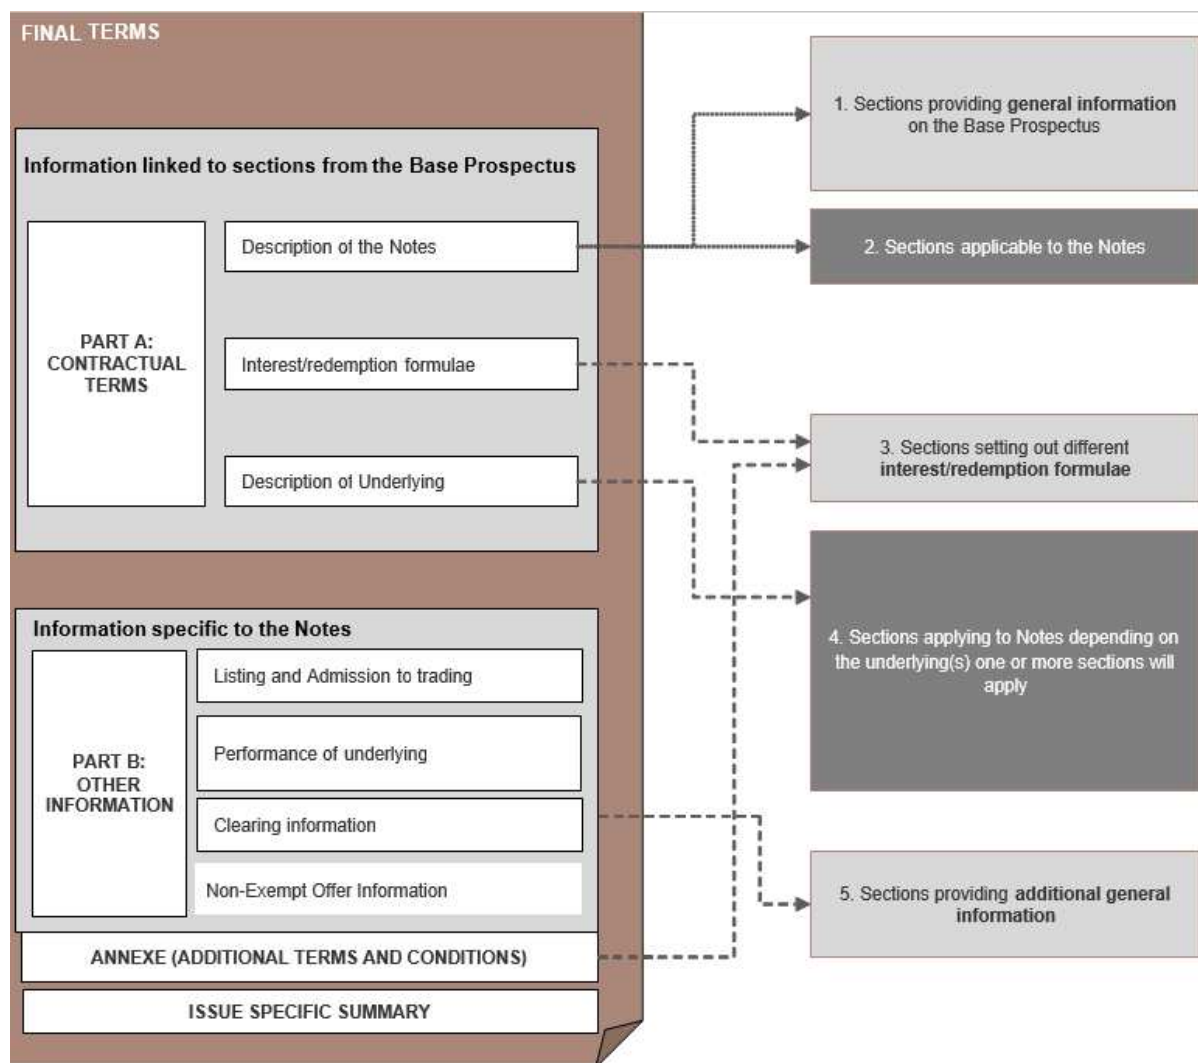 FINAL TERMS
Information linked to sections from the Base Prospectus
PART A:
CONTRACTUAL
TERMS
Description of the Notes
Interest/redemption formulae
Description of Underlying
Information specific to the Notes
PART B:
OTHER
INFORMATION
Listing and Admission to trading
Performance of underlying
Clearing information
Non-Exempt Offer Information
ANNEXE (ADDITIONAL TERMS AND CONDITIONS)
ISSUE SPECIFIC SUMMARY
1. Sections providing general information
on the Base Prospectus
2. Sections applicable to the Notes
3. Sections setting out different
interest/redemption formulae
4. Sections applying to Notes depending on
the underlying(s) one or more sections will
apply
5. Sections providing additional general
information